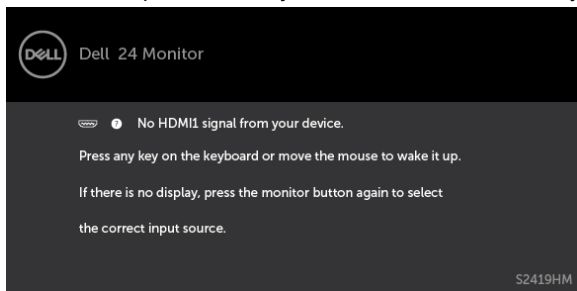 DELL
Dell 24 Monitor
? No HDMI1 signal from your device.
Press any key on the keyboard or move the mouse to wake it up.
If there is no display, press the monitor button again to select
the correct input source.
S2419HM